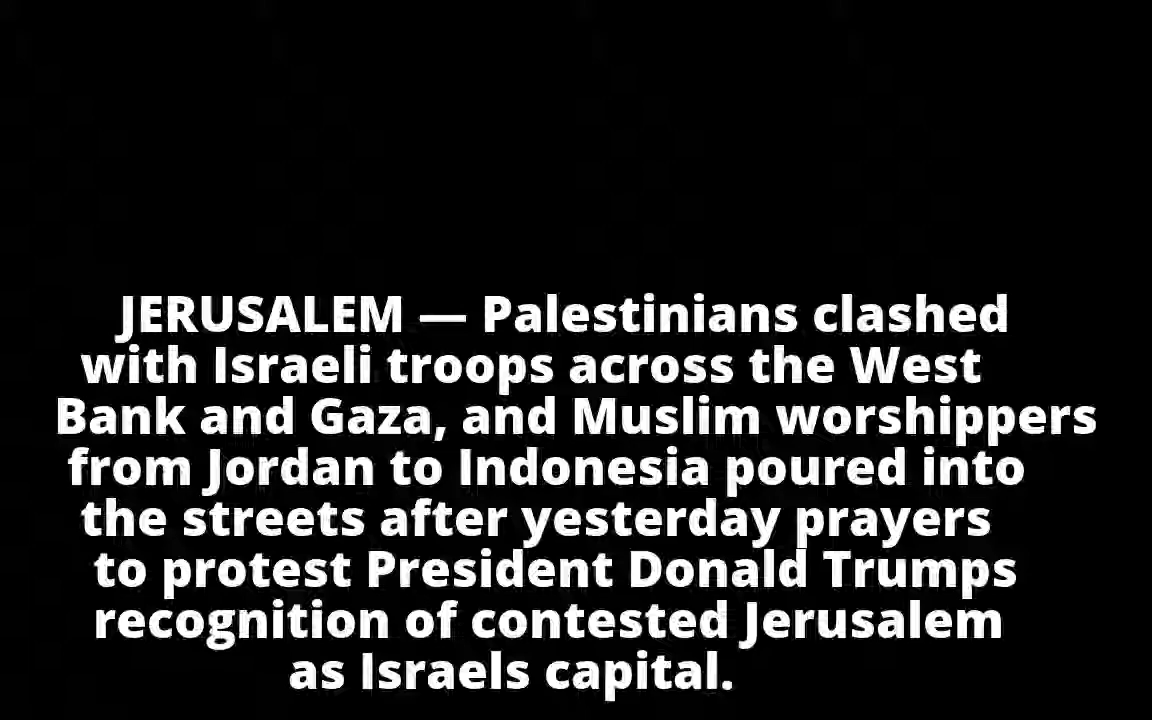 JERUSALEM — Palestinians clashed
with Israeli troops across the West
Bank and Gaza, and Muslim worshippers
from Jordan to Indonesia poured into
the streets after yesterday prayers
to protest President Donald Trumps
recognition of contested Jerusalem
as Israels capital.